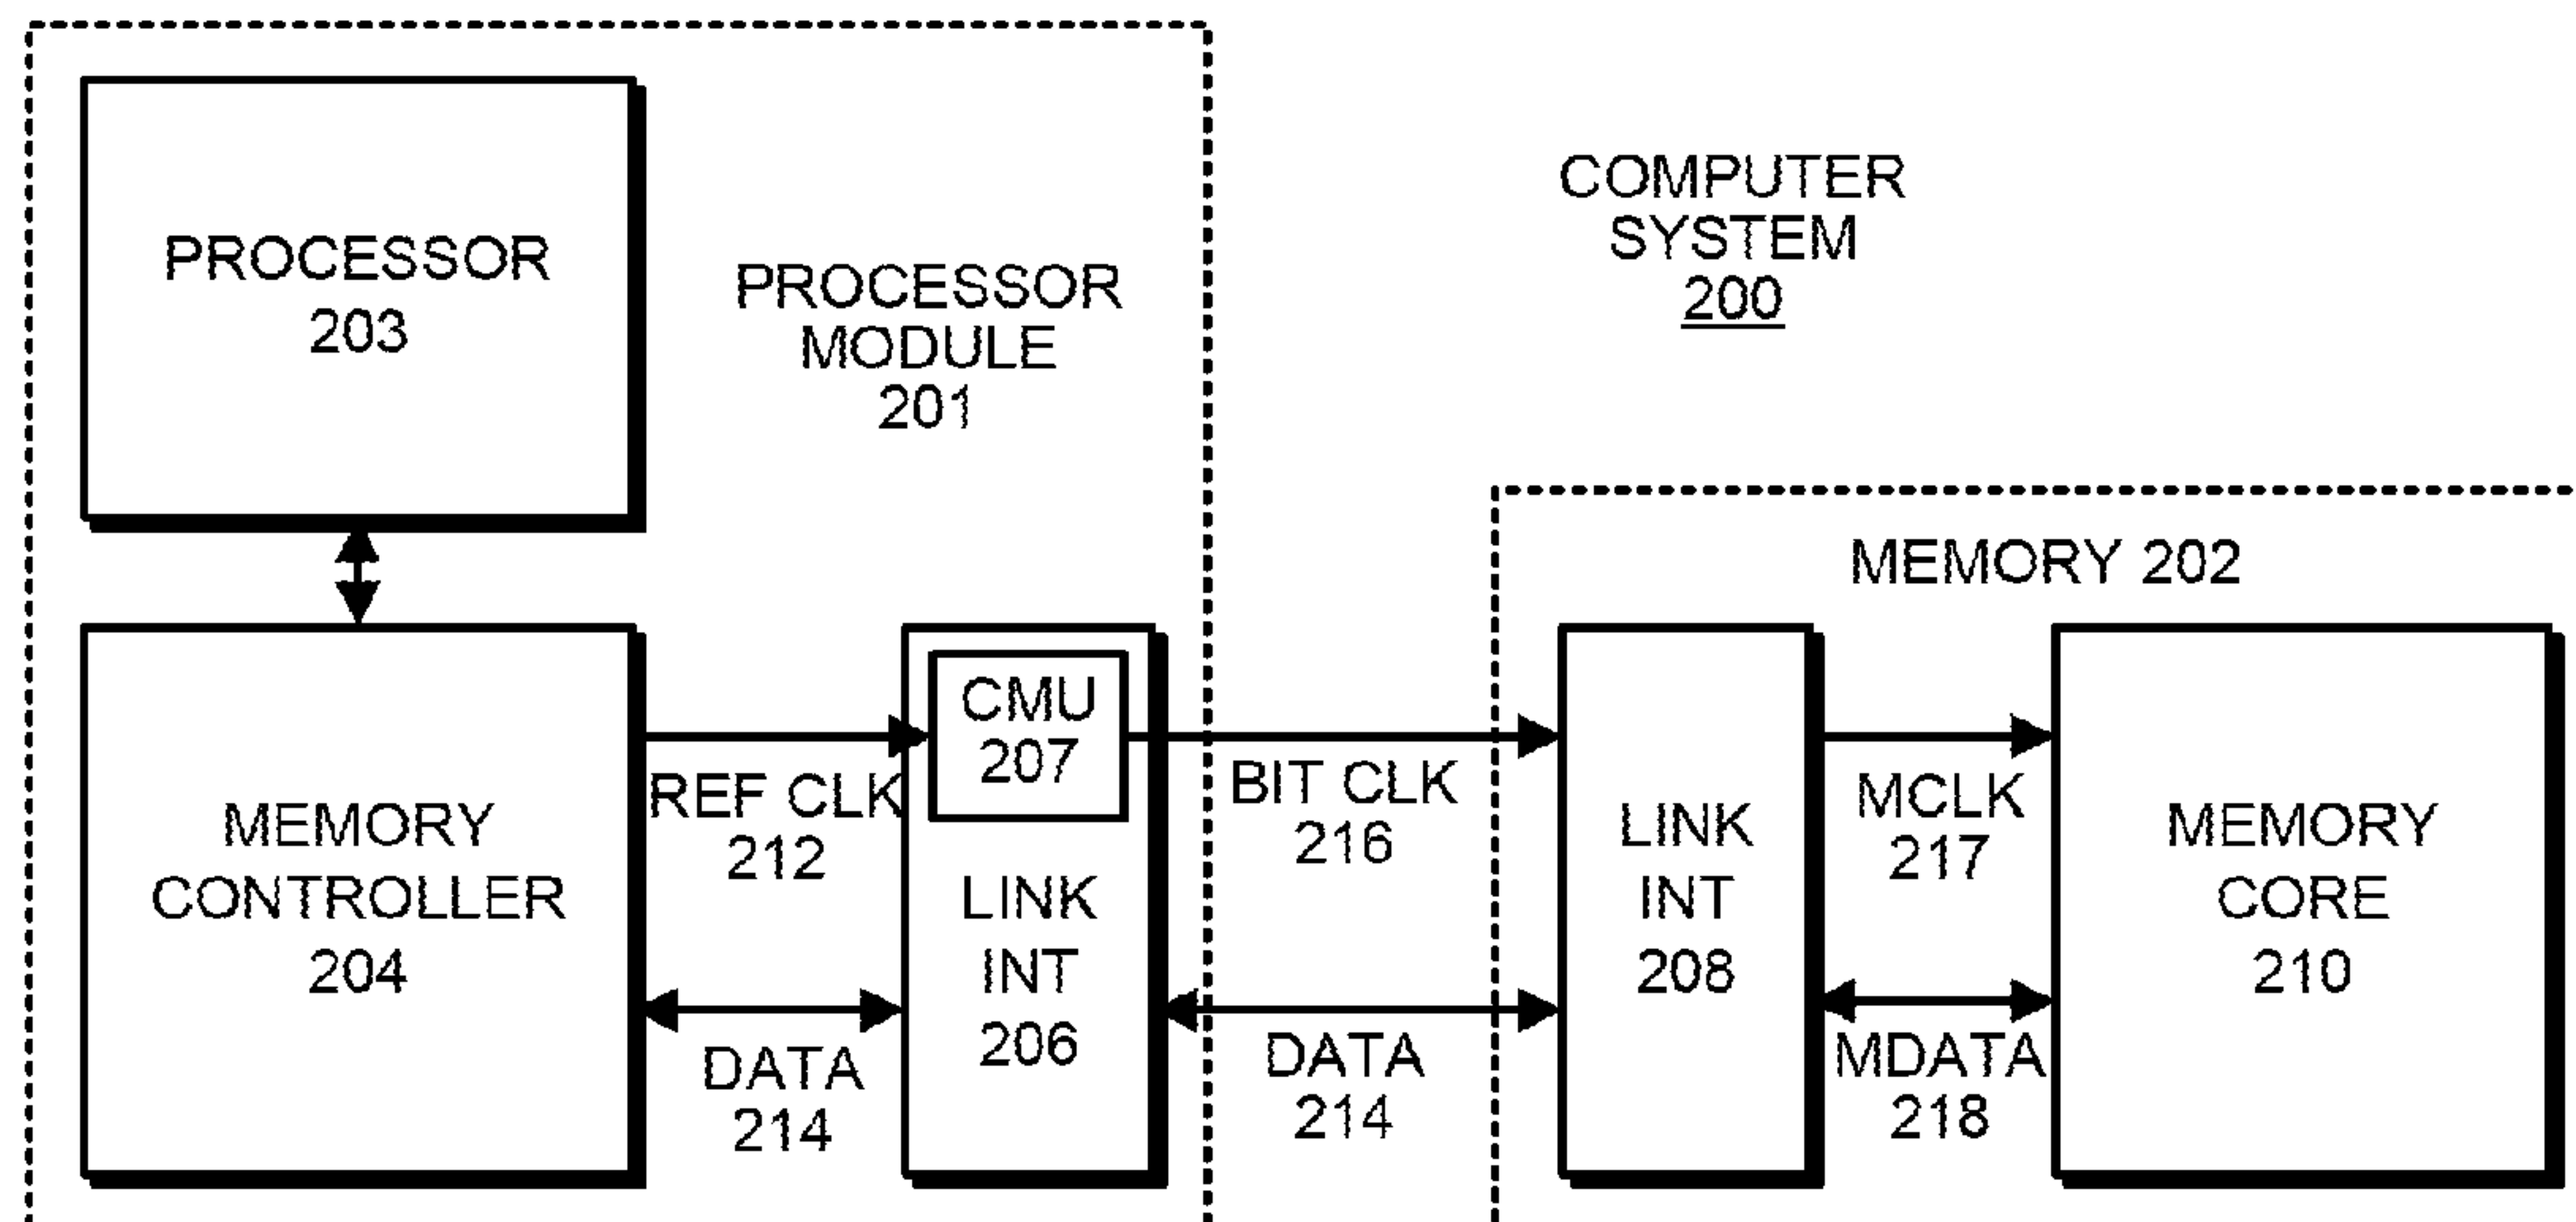 PROCESSOR
203
PROCESSOR
MODULE
201
COMPUTER
SYSTEM
200
MEMORY 202
MEMORY
CONTROLLER
204
REF CLK
212
DATA
214
CMU
207
LINK
INT
206
BIT CLK
216
DATA
214
LINK
INT
208
MCLK
217
MDATA
218
MEMORY
CORE
210